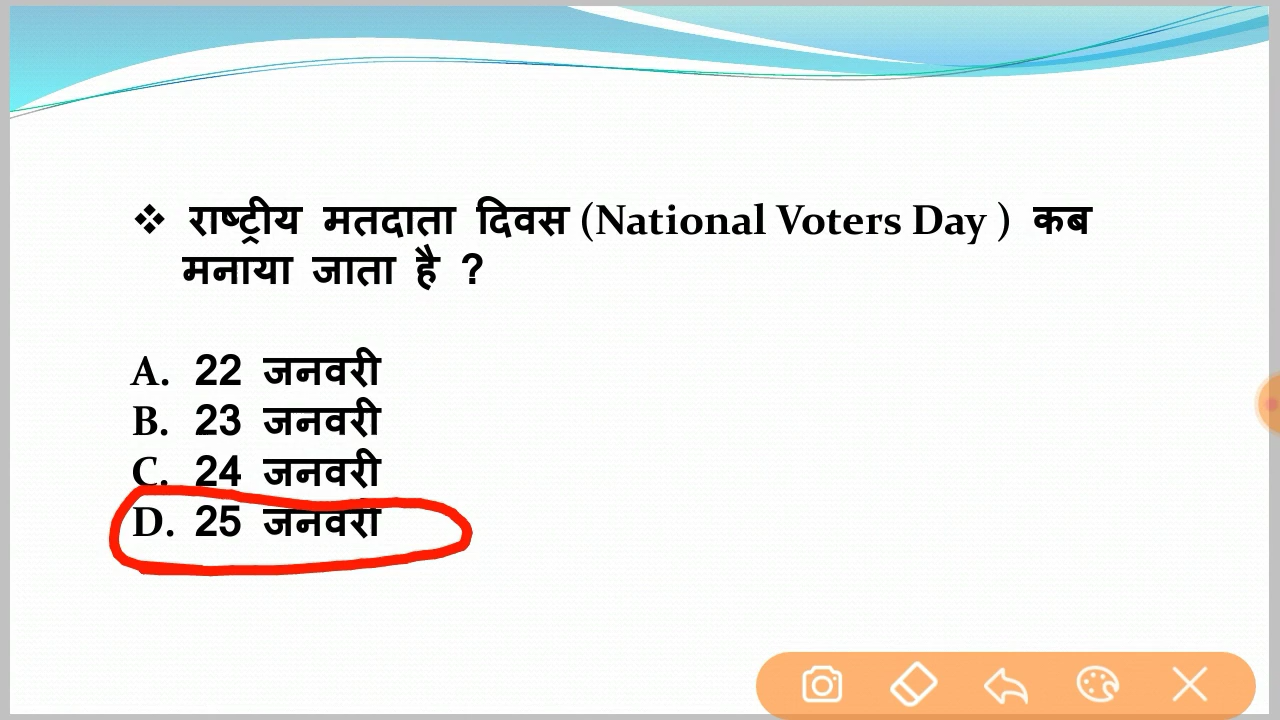 ❖ राष्ट्रीय मतदाता दिवस (National Voters Day ) कब
मनाया जाता है ?
A. 22 जनवरी
B. 23 जनवरी
C. 24 जनवरी
D. 25 जनवरी